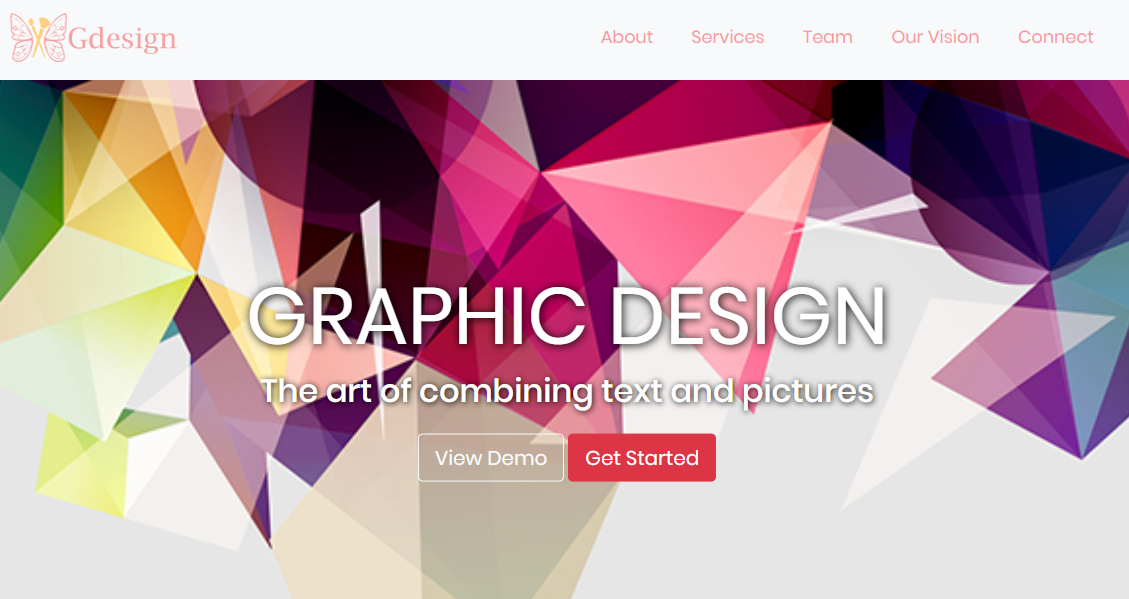 Gdesign
About Services Team Our Vision Connect
GRAPHIC DESIGN
The art of combining text and pictures
View Demo Get Started